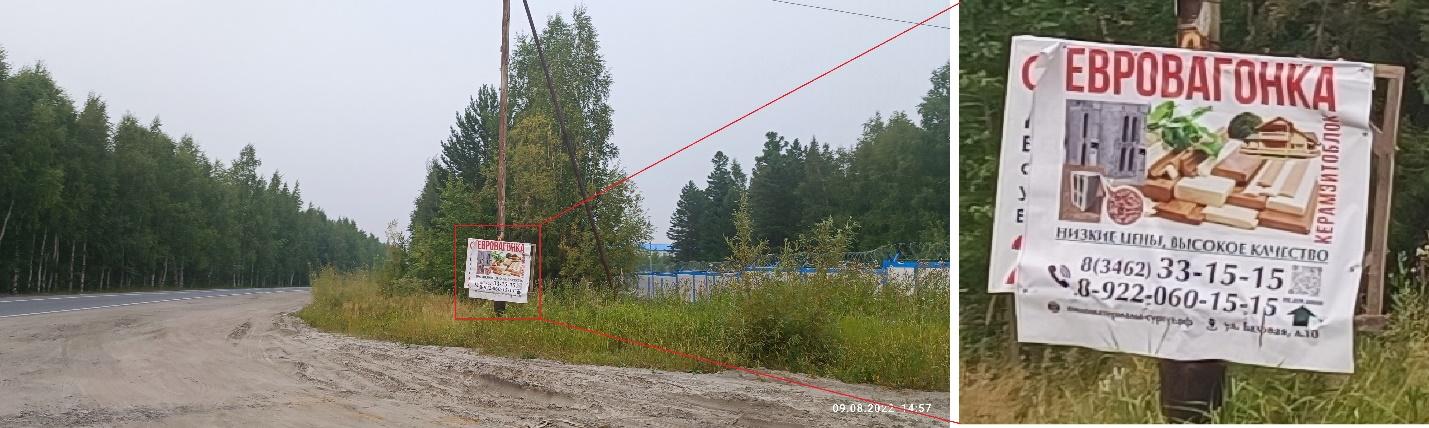 ЕВРОВАГОНКА
КЕРАМЗИТОБЛОК
НИЗКИЕ ЦЕНЫ, ВЫСОКОЕ КАЧЕСТВО
8(3462) 33-15-15
8-922-060-15-15
09.08.2022 14:57